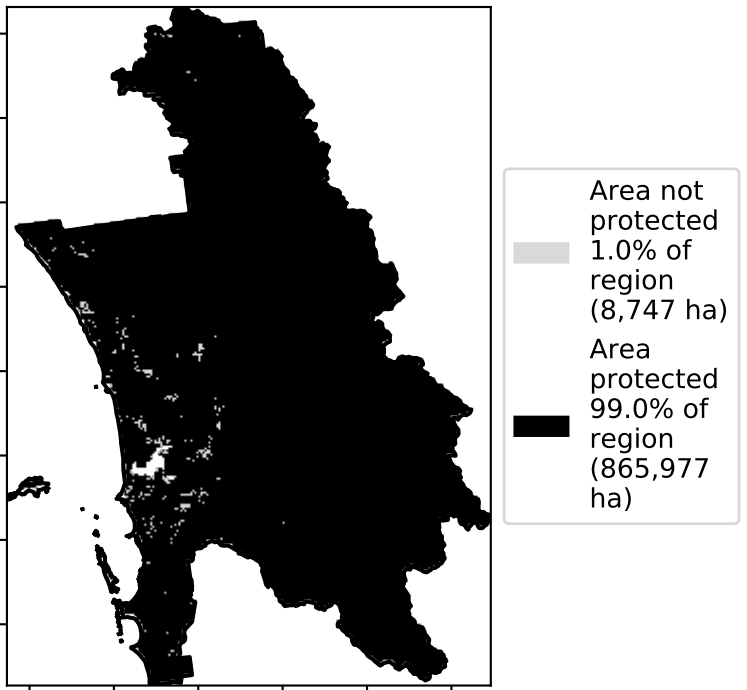 Area not
protected
1.0% of
region
(8,747 ha)
Area
protected
99.0% of
region
(865,977
ha)